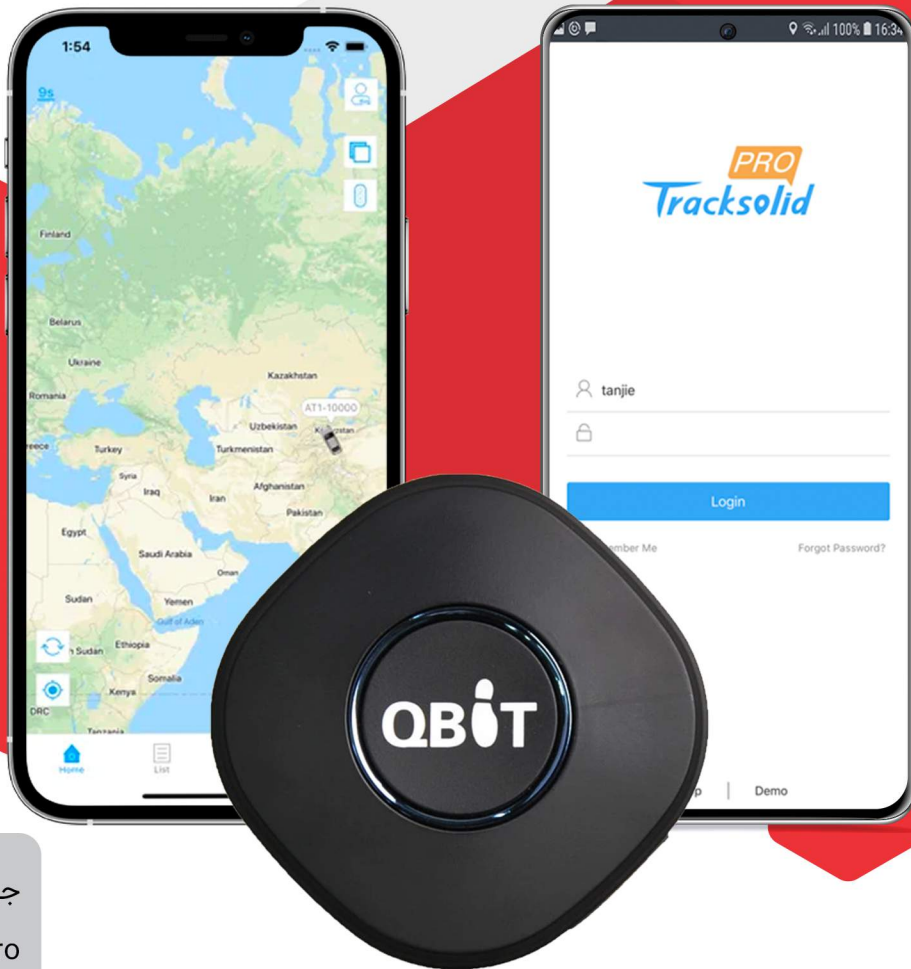 1:54
9s
Finland
Belarus
Ukraine
Kazakhstan
Romania
AT1-10000
Uzbekistan
Turkey
Turkmenistan
Syria
Iraq
Iran
Afghanistan
Pakistan
Egypt
Saudi Arabia
Oman
Sudan
Yemen
Gulf of Aden
Sudan
Ethiopia
Somalia
Kenya
DRC
Tanzania
Home
List
100% 16:34
PRO
Tracksolid
tanjie
Login
Forgot Password?
Demo
QBIT